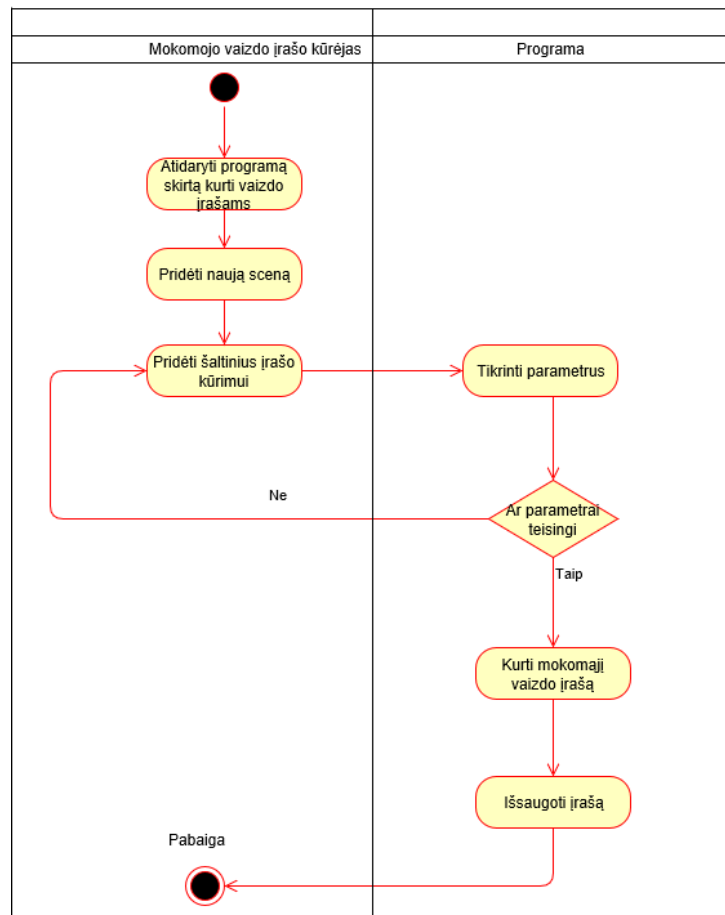 Mokomojo vaizdo įrašo kūrėjas
Programa
Atidaryti programą
skirtą kurti vaizdo
įrašams
Pridėti naują sceną
Pridėti šaltinius įrašo
kūrimui
Tikrinti parametrus
Ne
Ar parametrai
teisingi
Taip
Kurti mokomąjį
vaizdo įrašą
Išsaugoti įrašą
Pabaiga